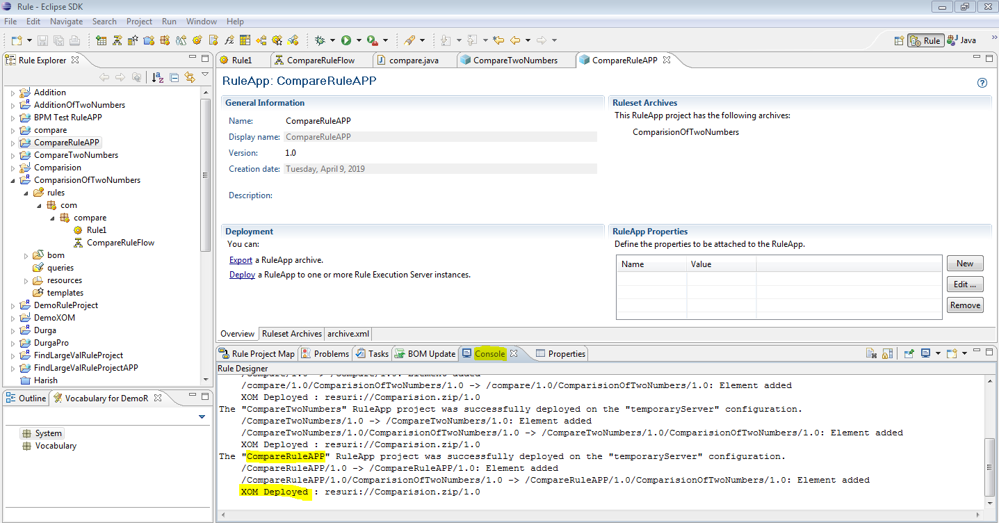 Rule - Eclipse SDK
File Edit Navigate Search Project Run Window Help
Rule Java
Rule Explorer
Addition
AdditionOfTwoNumbers
BPM Test RuleAPP
compare
CompareRuleAPP
CompareTwoNumbers
Comparision
ComparisionOfTwoNumbers
rules
com
compare
Rule1
CompareRuleFlow
bom
queries
resources
templates
DemoRuleProject
DemoXOM
Durga
DurgaPro
FindLargeValRuleProject
FindLargeValRuleProjectAPP
Harish
Outline Vocabulary for DemoR
System
Vocabulary
Rule1 CompareRuleFlow compare.java CompareTwoNumbers CompareRuleAPP
RuleApp: CompareRuleAPP
General Information
Name: CompareRuleAPP
Display name: CompareRuleAPP
Version: 1.0
Creation date: Tuesday, April 9, 2019
Description:
Ruleset Archives
This RuleApp project has the following archives:
ComparisionOfTwoNumbers
Deployment
You can:
Export a RuleApp archive.
Deploy a RuleApp to one or more Rule Execution Server instances.
RuleApp Properties
Define the properties to be attached to the RuleApp.
Name Value
New
Edit ...
Remove
Overview Ruleset Archives archive.xml
Rule Project Map Problems Tasks BOM Update Console Properties
Rule Designer
/compare/1.0 -> /compare/1.0: Element added
/compare/1.0/ComparisionOfTwoNumbers/1.0 -> /compare/1.0/ComparisionOfTwoNumbers/1.0: Element added
XOM Deployed : resuri://Comparision.zip/1.0
The "CompareTwoNumbers" RuleApp project was successfully deployed on the "temporaryServer" configuration.
/CompareTwoNumbers/1.0 -> /CompareTwoNumbers/1.0: Element added
/CompareTwoNumbers/1.0/ComparisionOfTwoNumbers/1.0 -> /CompareTwoNumbers/1.0/ComparisionOfTwoNumbers/1.0: Element added
XOM Deployed : resuri://Comparision.zip/1.0
The "CompareRuleAPP" RuleApp project was successfully deployed on the "temporaryServer" configuration.
/CompareRuleAPP/1.0 -> /CompareRuleAPP/1.0: Element added
/CompareRuleAPP/1.0/ComparisionOfTwoNumbers/1.0 -> /CompareRuleAPP/1.0/ComparisionOfTwoNumbers/1.0: Element added
XOM Deployed : resuri://Comparision.zip/1.0